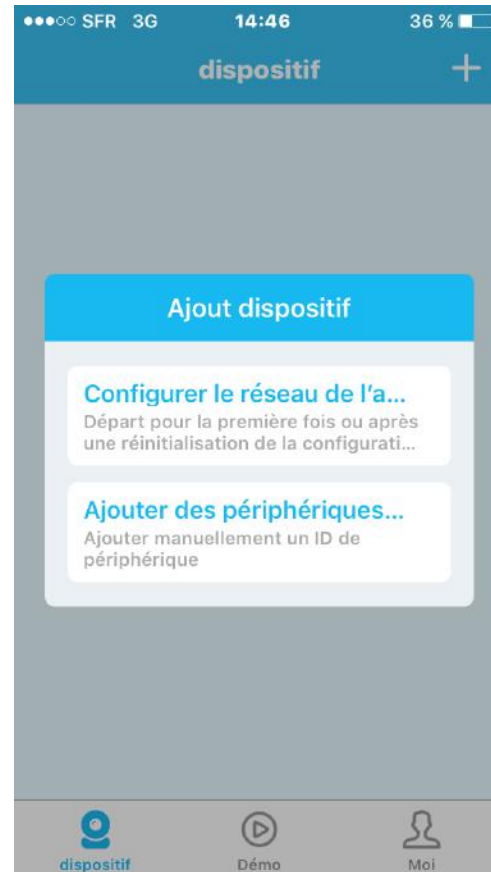 ●●●○○ SFR 3G 14:46 36 %
dispositif +
Ajout dispositif
Configurer le réseau de l'a...
Départ pour la première fois ou après
une réinitialisation de la configurati...
Ajouter des périphériques...
Ajouter manuellement un ID de
périphérique
dispositif Démo Moi